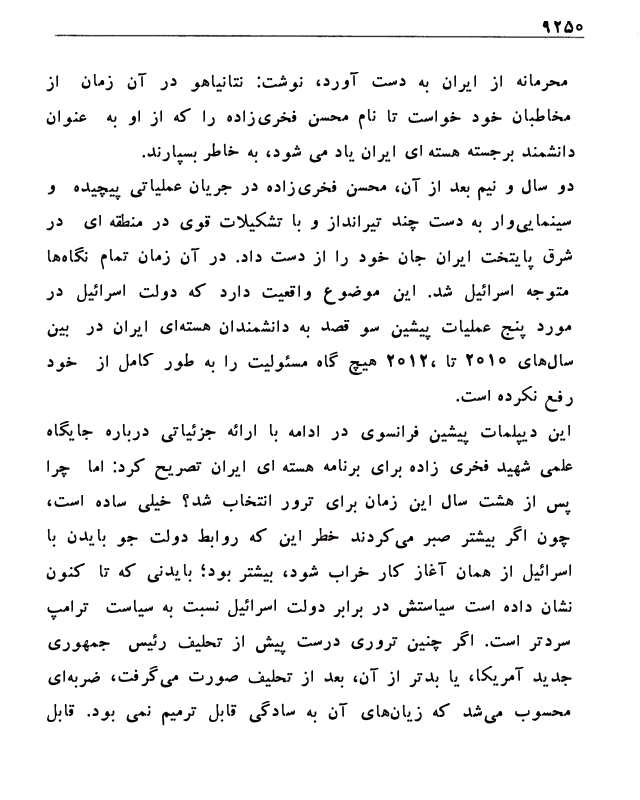 ۹۲۵۰
محرمانه از ایران به دست آورد، نوشت: نتانیاهو در آن زمان از
مخاطبان خود خواست تا نام محسن فخری‌زاده را که از او به عنوان
دانشمند برجسته هسته ای ایران یاد می شود، به خاطر بسپارند.
دو سال و نیم بعد از آن، محسن فخری‌زاده در جریان عملیاتی پیچیده و
سینمایی‌وار به دست چند تیرانداز و با تشکیلات قوی در منطقه ای در
شرق پایتخت ایران جان خود را از دست داد. در آن زمان تمام نگاه‌ها
متوجه اسرائیل شد. این موضوع واقعیت دارد که دولت اسرائیل در
مورد پنج عملیات پیشین سو قصد به دانشمندان هسته‌ای ایران در بین
سال‌های ۲۰۱۰ تا ،۲۰۱۲ هیچ گاه مسئولیت را به طور کامل از خود
رفع نکرده است.
این دیپلمات پیشین فرانسوی در ادامه با ارائه جزئیاتی درباره جایگاه
علمی شهید فخری زاده برای برنامه هسته ای ایران تصریح کرد: اما چرا
پس از هشت سال این زمان برای ترور انتخاب شد؟ خیلی ساده است،
چون اگر بیشتر صبر می‌کردند خطر این که روابط دولت جو بایدن با
اسرائیل از همان آغاز کار خراب شود، بیشتر بود؛ بایدنی که تا کنون
نشان داده است سیاستش در برابر دولت اسرائیل نسبت به سیاست ترامپ
سردتر است. اگر چنین تروری درست پیش از تحلیف رئیس جمهوری
جدید آمریکا، یا بدتر از آن، بعد از تحلیف صورت می‌گرفت، ضربه‌ای
محسوب می‌شد که زیان‌های آن به سادگی قابل ترمیم نمی بود. قابل